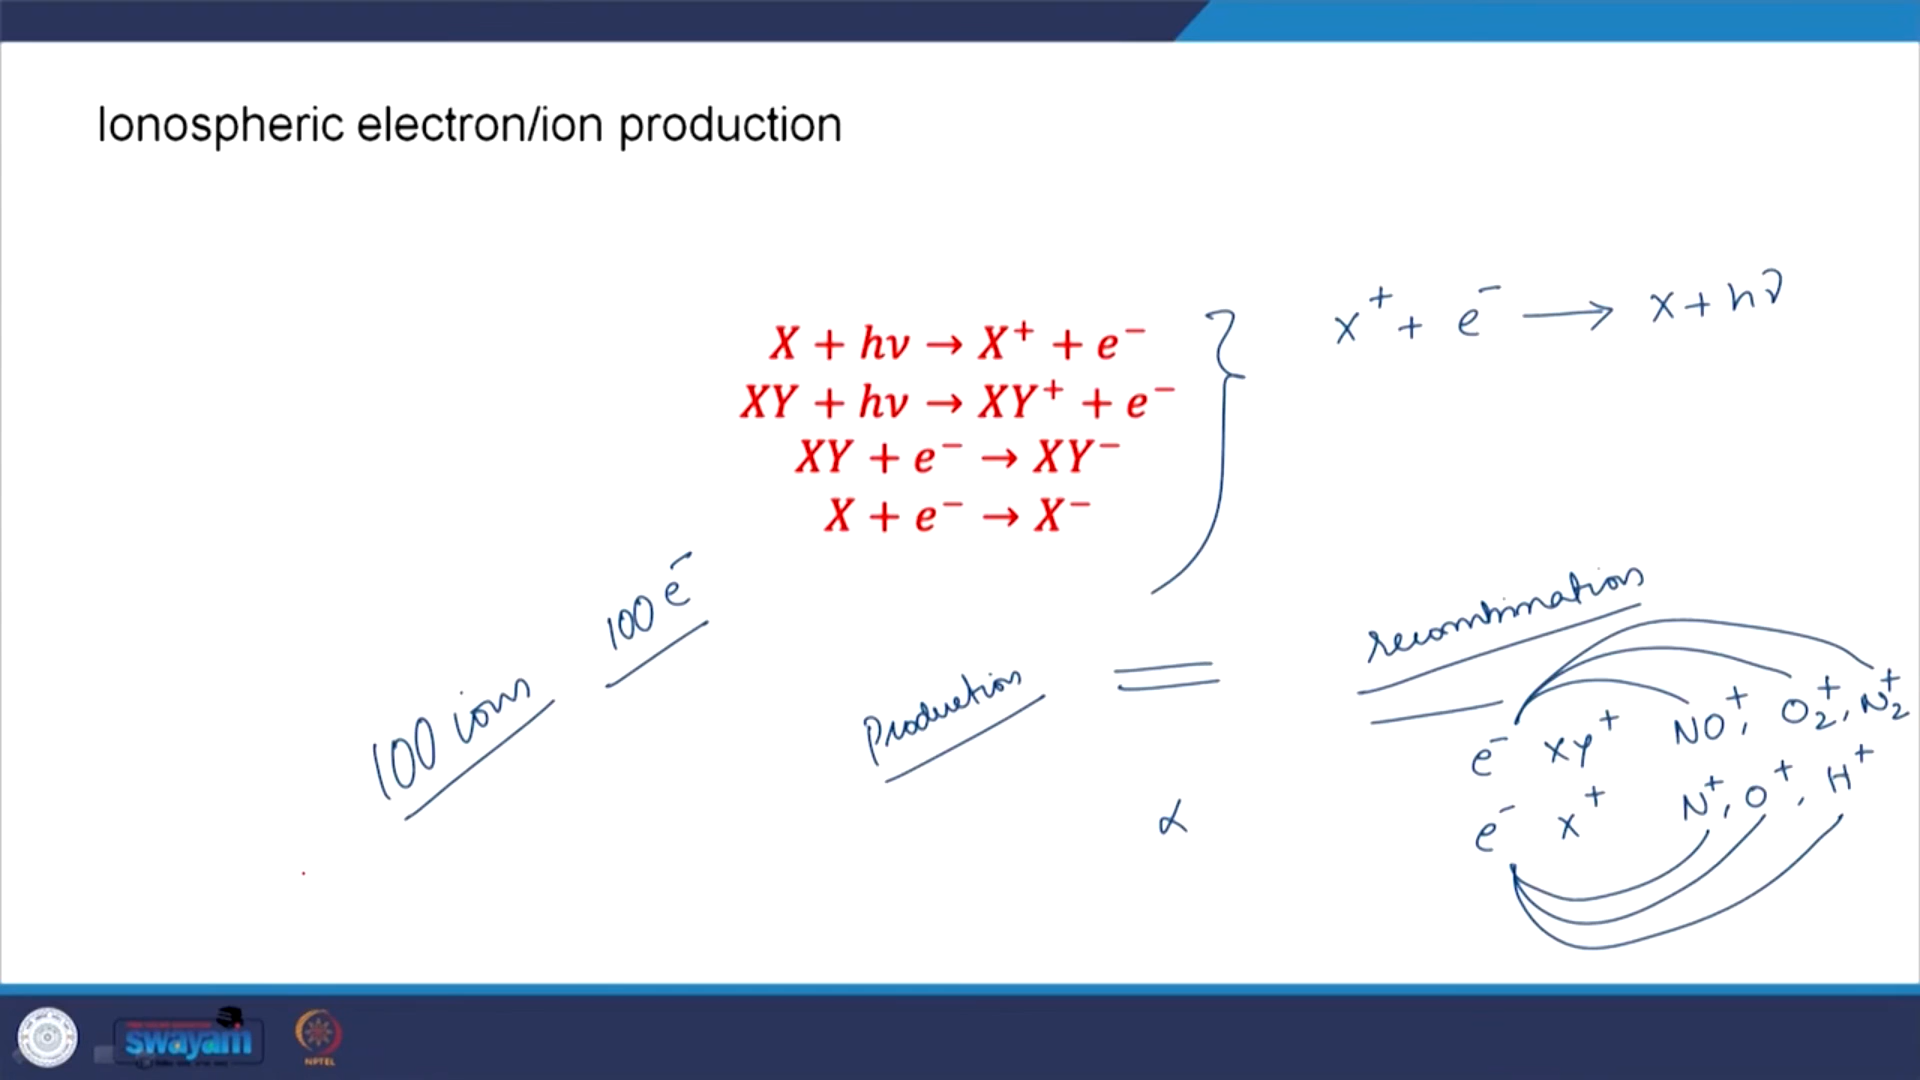 Ionospheric electron/ion production
X + hν → X⁺ + e⁻
XY + hν → XY⁺ + e⁻
XY + e⁻ → XY⁻
X + e⁻ → X⁻
x⁺ + e⁻ → x + hν
100 ions 100 e⁻
Production = recombination
e⁻ xy⁺ NO⁺, O₂⁺, N₂⁺
α e⁻ x⁺ N⁺, O⁺, H⁺
swayam
NPTEL